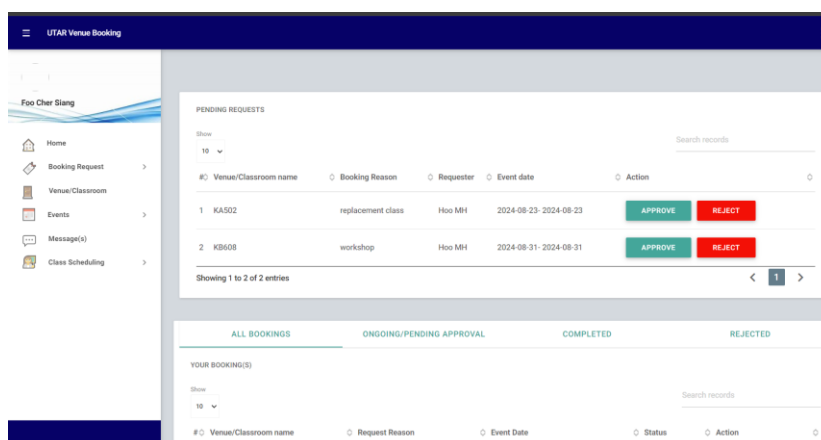 UTAR Venue Booking
Foo Cher Siang
Home
Booking Request
Venue/Classroom
Events
Message(s)
Class Scheduling
PENDING REQUESTS
Show
10
Search records
# Venue/Classroom name Booking Reason Requester Event date Action
1 KA502 replacement class Hoo MH 2024-08-23- 2024-08-23 APPROVE REJECT
2 KB608 workshop Hoo MH 2024-08-31- 2024-08-31 APPROVE REJECT
Showing 1 to 2 of 2 entries 1
ALL BOOKINGS ONGOING/PENDING APPROVAL COMPLETED REJECTED
YOUR BOOKING(S)
Show
10
Search records
# Venue/Classroom name Request Reason Event Date Status Action